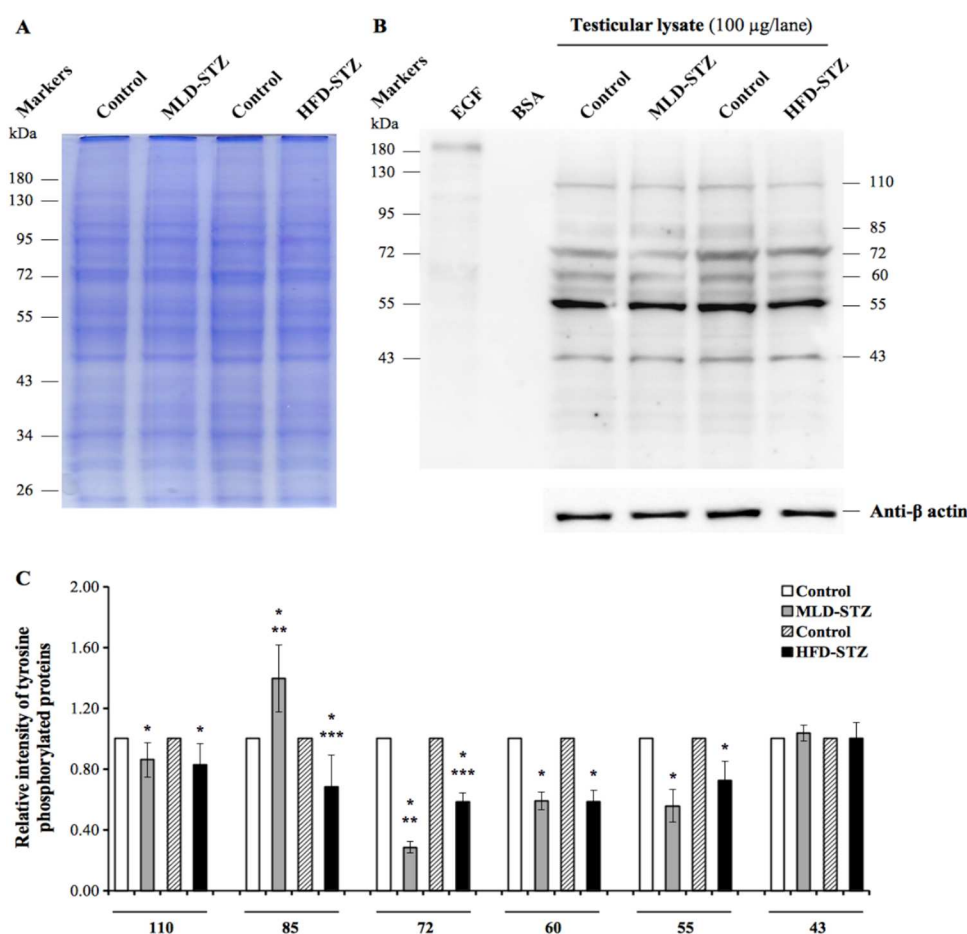 A
Markers
Control
MLD-STZ
Control
HFD-STZ
kDa
180
130
95
72
55
43
34
26
B
Testicular lysate (100 µg/lane)
Markers
EGF
BSA
Control
MLD-STZ
Control
HFD-STZ
kDa
180
130
95
72
55
43
110
85
72
60
55
43
Anti-β actin
C
Relative intensity of tyrosine
phosphorylated proteins
2.00
1.60
1.20
0.80
0.40
0.00
Control
MLD-STZ
Control
HFD-STZ
*
*
*
**
*
***
*
**
*
***
*
*
*
*
110
85
72
60
55
43